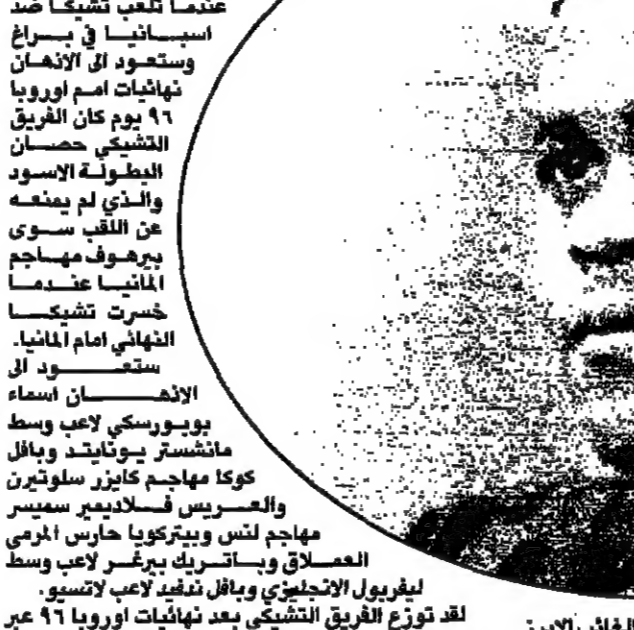 عندما تلعب تشيكا ضد
اسبانيا في براغ
وستعود الى الاذهان
نهائيات امم اوروبا
٩٦ يوم كان الفريق
التشيكي حصان
البطولة الاسود
والذي لم يمنعه
عن اللقب سوى
بيرهوف مهاجم
المانيا عندما
خسرت تشيكا
النهائي امام المانيا.
ستعود الى
الاذهان اسماء
بوبورسكي لاعب وسط
مانشستر يونايتد وبافل
كوكا مهاجم كايزر سلوتيرن
والعريس فلاديمير سميسر
مهاجم لنس وبيتركوبا حارس المرمى
العملاق وباتريك بيرغر لاعب وسط
ليفربول الانجليزي وبافل ندفيد لاعب لاتسيو.
لقد توزع الفريق التشيكي بعد نهائيات اوروبا ٩٦ عبر